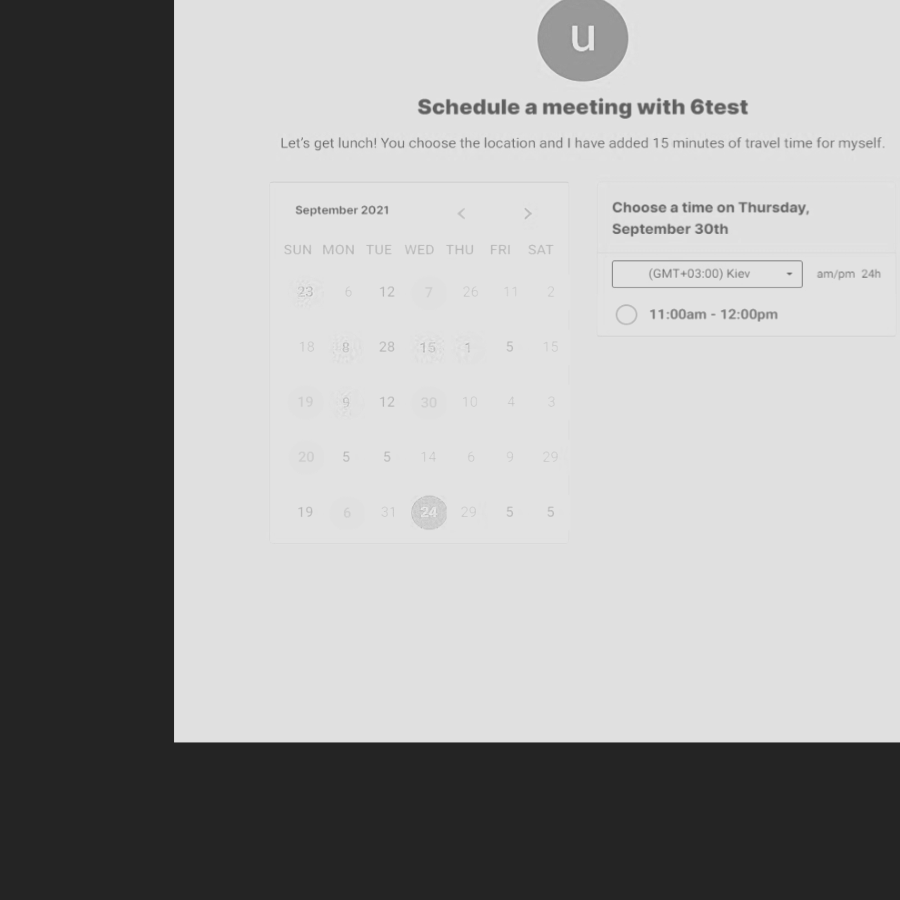 u
Schedule a meeting with 6test
Let's get lunch! You choose the location and I have added 15 minutes of travel time for myself.
September 2021
SUN MON TUE WED THU FRI SAT
23 6 12 7 26 11 2
18 8 28 15 1 5 15
19 9 12 30 10 4 3
20 5 5 14 6 9 29
19 6 31 24 29 5 5
Choose a time on Thursday,
September 30th
(GMT+03:00) Kiev am/pm 24h
11:00am - 12:00pm